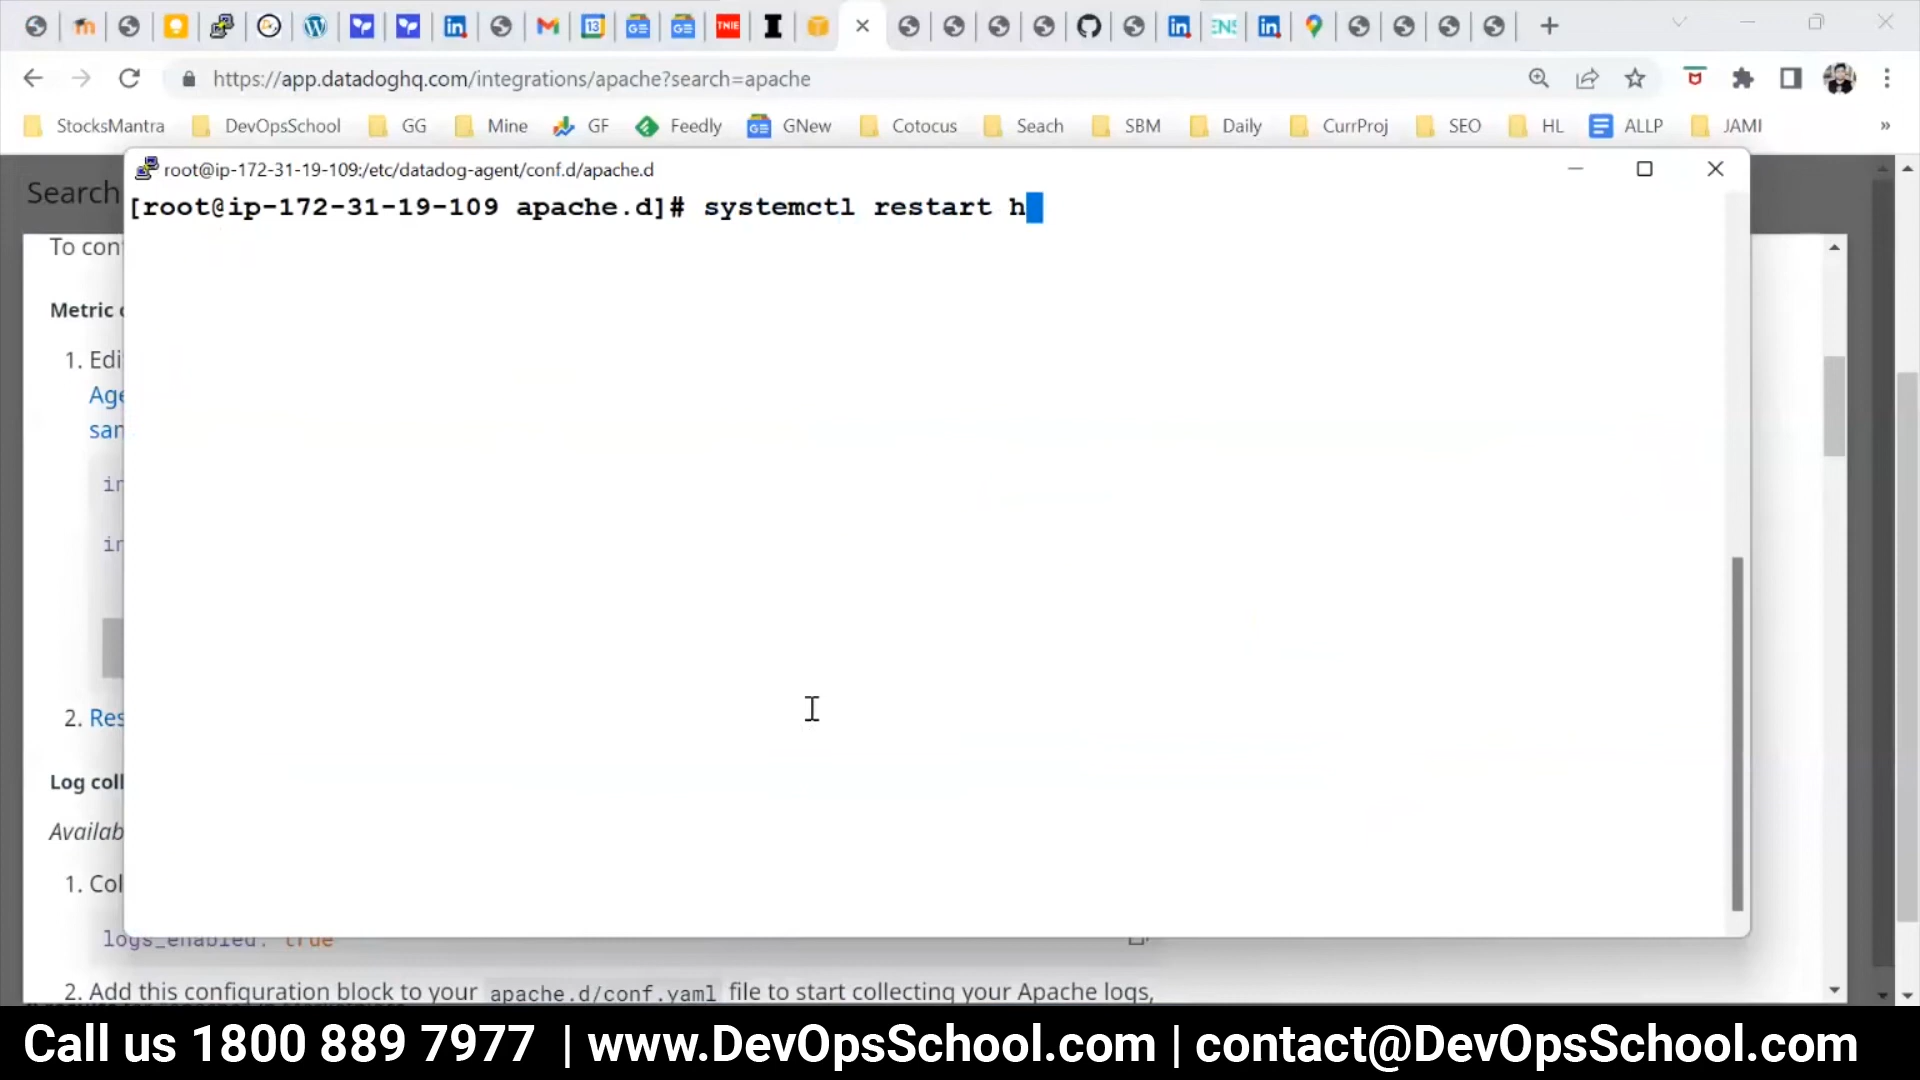 https://app.datadoghq.com/integrations/apache?search=apache
StocksMantra DevOpsSchool GG Mine GF Feedly GNew Cotocus Seach SBM Daily CurrProj SEO HL ALLP JAMI »
root@ip-172-31-19-109:/etc/datadog-agent/conf.d/apache.d
Search
[root@ip-172-31-19-109 apache.d]# systemctl restart h
To con
Metric
1. Edi
Age
san
in
in
2. Res
Log coll
Availab
1. Col
logs_enabled: true
2. Add this configuration block to your apache.d/conf.yaml file to start collecting your Apache logs,
Call us 1800 889 7977 | www.DevOpsSchool.com | contact@DevOpsSchool.com